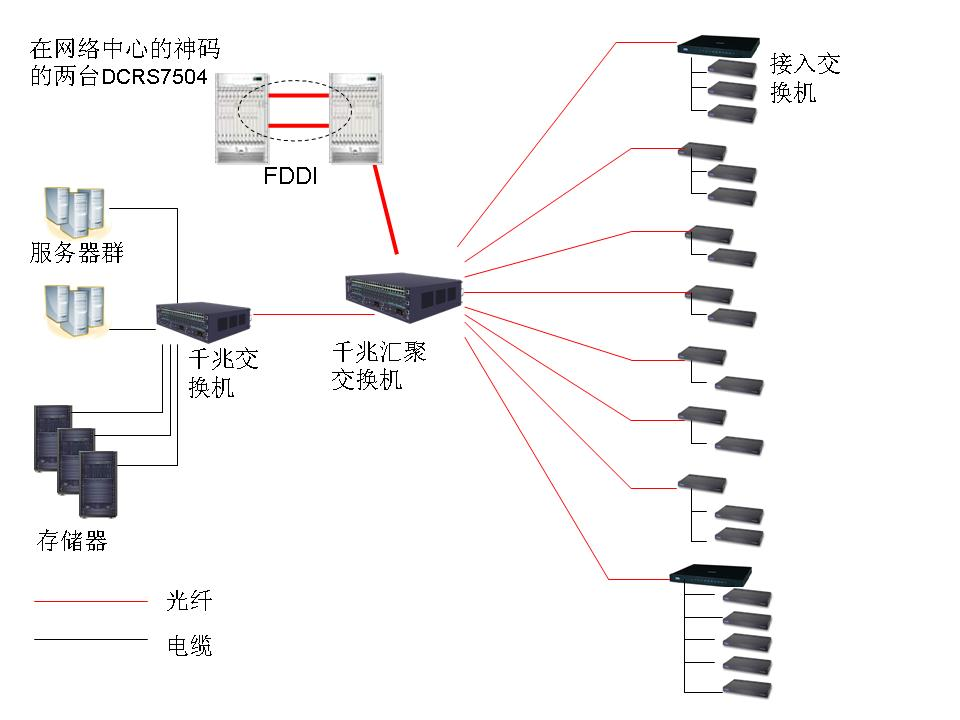 在网络中心的神码
的两台DCRS7504
接入交
换机
FDDI
服务器群
千兆交
换机
千兆汇聚
交换机
存储器
光纤
电缆